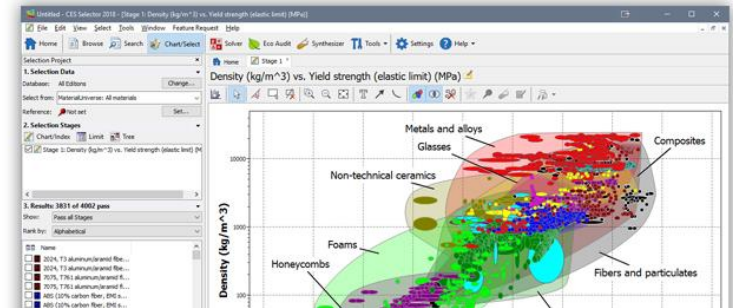 Untitled - CES Selector 2018 - [Stage 1: Density (kg/m^3) vs. Yield strength (elastic limit) (MPa)]
File Edit View Select Tools Window Feature Request Help
Home Browse Search Chart/Select Solver Eco Audit Synthesizer Tools Settings Help
Selection Project
Home Stage 1
1. Selection Data
Density (kg/m^3) vs. Yield strength (elastic limit) (MPa)
Database: All Editions Change...
Select from: MaterialUniverse: All materials
Reference: Not set Set...
2. Selection Stages
Chart/Index Limit Tree
Stage 1: Density (kg/m^3) vs. Yield strength (elastic limit) (M
3. Results: 3831 of 4002 pass
Show: Pass all Stages
Rank by: Alphabetical
Name
2024, T3 aluminum/aramid fibe...
2024, T3 aluminum/aramid fibe...
7075, T761 aluminum/aramid fi...
7075, T761 aluminum/aramid fi...
ABS (10% carbon fiber, EMI s...
ABS (10% carbon fiber, EMI s...
Density (kg/m^3)
10000
1000
100
Metals and alloys
Glasses
Composites
Non-technical ceramics
Foams
Honeycombs
Fibers and particulates